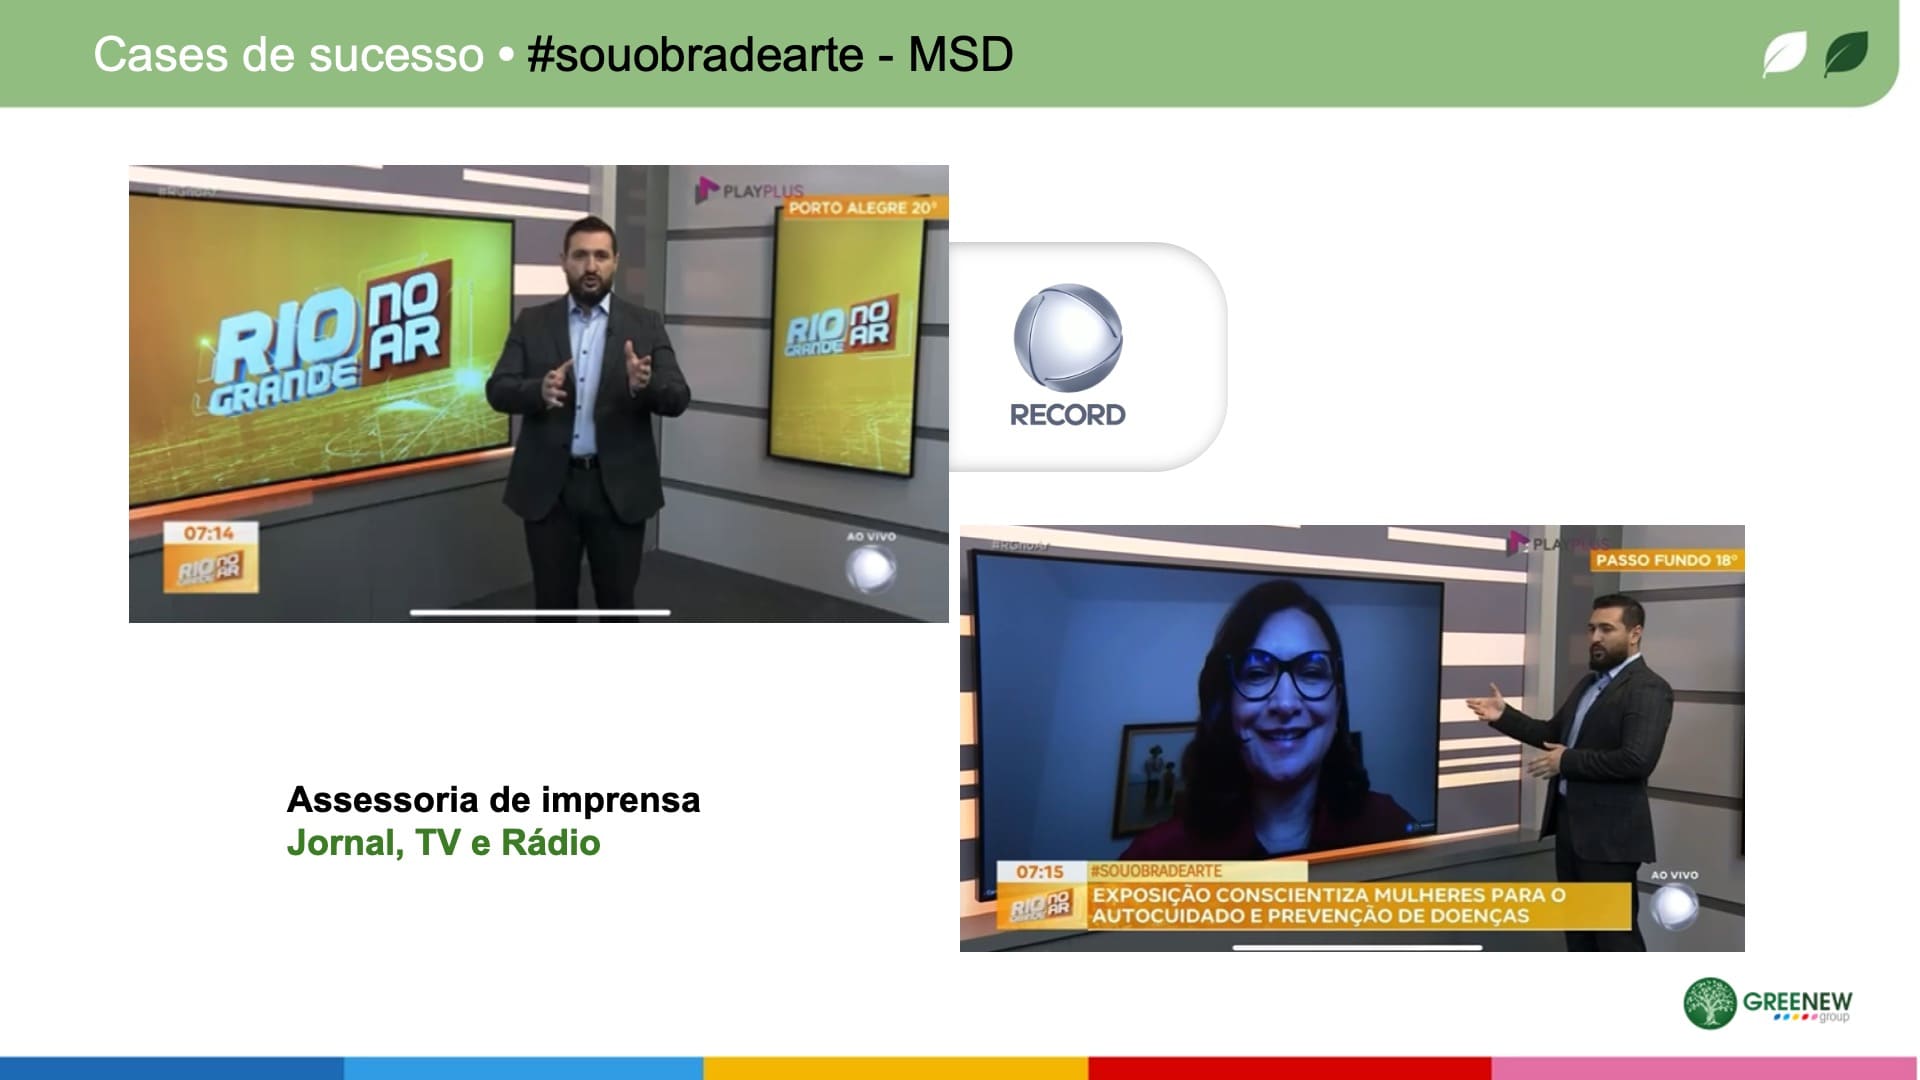 Cases de sucesso • #souobradearte - MSD
#RGnoAr
PLAYPLUS
PORTO ALEGRE 20°
RIO GRANDE NO AR
RIO GRANDE NO AR
07:14
RIO GRANDE NO AR
AO VIVO
RECORD
#RGnoAr
PLAYPLUS
PASSO FUNDO 18°
07:15
#SOUOBRADEARTE
RIO GRANDE NO AR
EXPOSIÇÃO CONSCIENTIZA MULHERES PARA O
AUTOCUIDADO E PREVENÇÃO DE DOENÇAS
AO VIVO
Assessoria de imprensa
Jornal, TV e Rádio
GREENEW
group